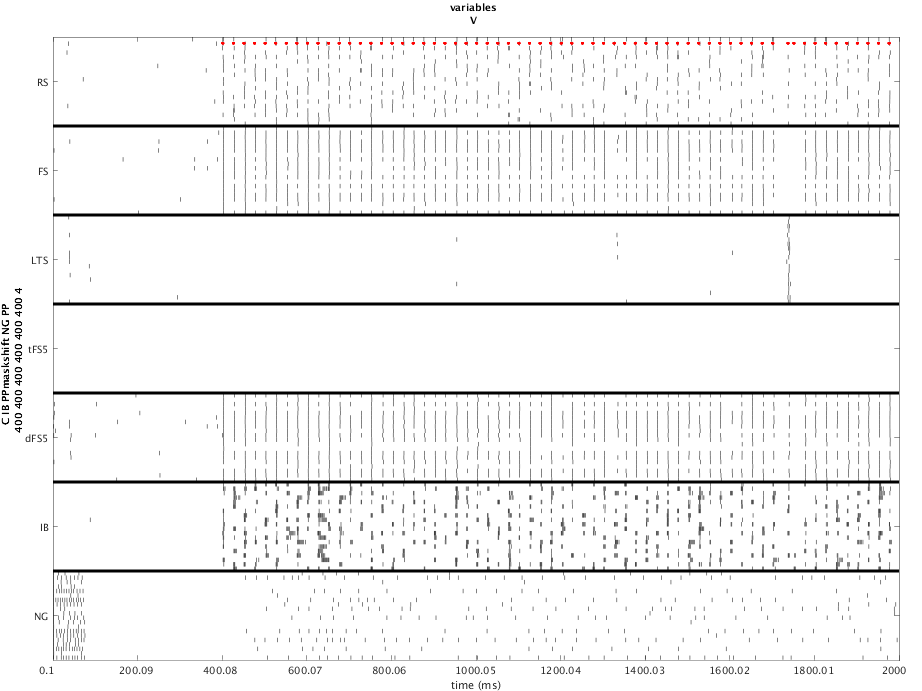 variables
V
C IB PPmaskshift NG PP
400 400 400 400 400 400 4
RS
FS
LTS
tFS5
dFS5
IB
NG
0.1 200.09 400.08 600.07 800.06 1000.05 1200.04 1400.03 1600.02 1800.01 2000
time (ms)